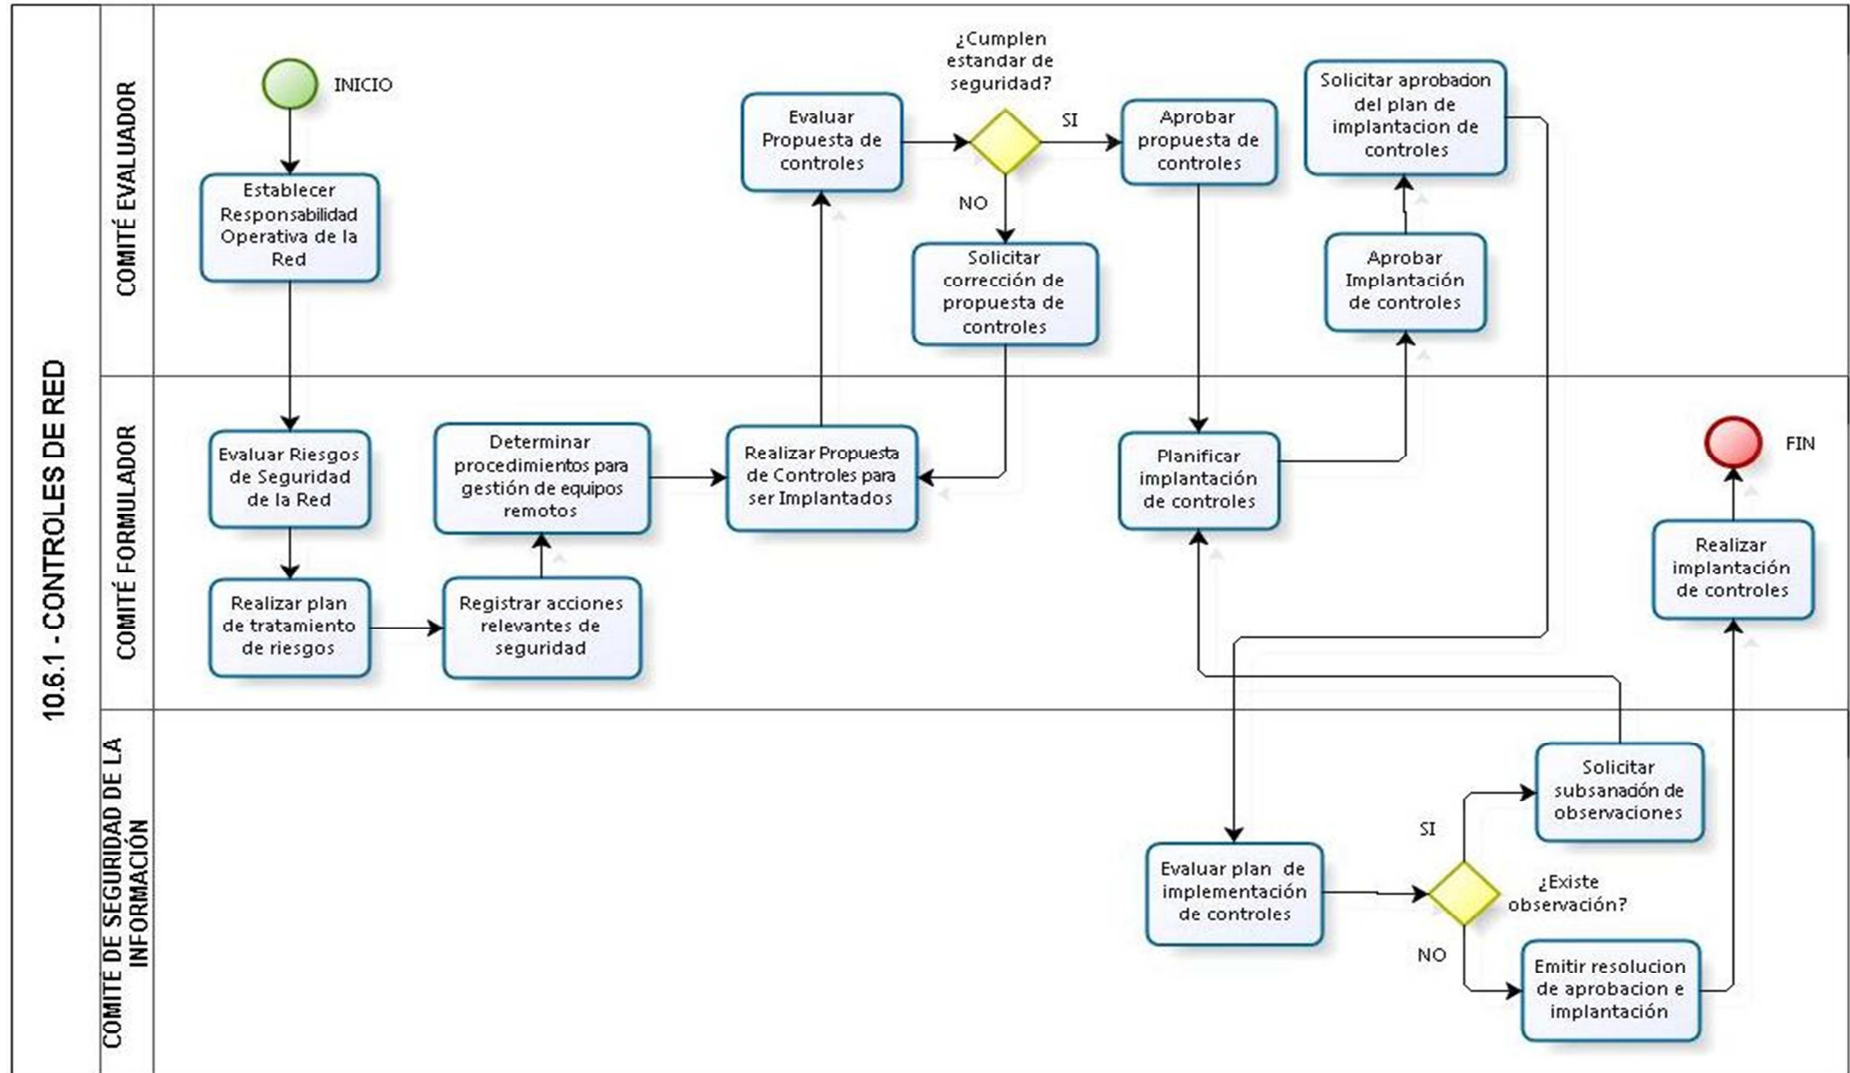 10.6.1 - CONTROLES DE RED
COMITÉ EVALUADOR
INICIO
Establecer
Responsabilidad
Operativa de la
Red
Evaluar
Propuesta de
controles
¿Cumplen
estandar de
seguridad?
SI
NO
Solicitar
corrección de
propuesta de
controles
Aprobar
propuesta de
controles
Solicitar aprobacion
del plan de
implantacion de
controles
Aprobar
Implantación
de controles
COMITÉ FORMULADOR
Evaluar Riesgos
de Seguridad
de la Red
Realizar plan
de tratamiento
de riesgos
Determinar
procedimientos para
gestión de equipos
remotos
Registrar acciones
relevantes de
seguridad
Realizar Propuesta
de Controles para
ser Implantados
Planificar
implantación
de controles
FIN
Realizar
implantación
de controles
COMITE DE SEGURIDAD DE LA
INFORMACIÓN
Evaluar plan de
implementación
de controles
SI
¿Existe
observación?
NO
Solicitar
subsanación de
observaciones
Emitir resolucion
de aprobacion e
implantación